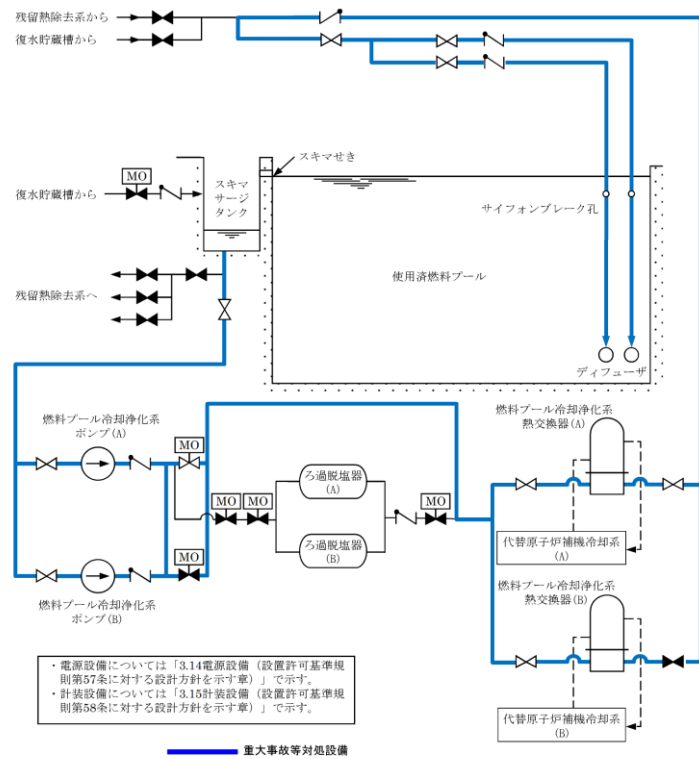 残留熱除去系から
復水貯蔵槽から
スキマせき
MO
復水貯蔵槽から
スキマ
サージ
タンク
サイフォンブレーク孔
使用済燃料プール
残留熱除去系へ
ディフューザ
燃料プール冷却浄化系
ポンプ(A)
MO
MO
MO
ろ過脱塩器
(A)
MO
燃料プール冷却浄化系
熱交換器(A)
代替原子炉補機冷却系
(A)
MO
ろ過脱塩器
(B)
燃料プール冷却浄化系
ポンプ(B)
燃料プール冷却浄化系
熱交換器(B)
代替原子炉補機冷却系
(B)
・電源設備については「3.14電源設備（設置許可基準規
則第57条に対する設計方針を示す章）」で示す。
・計装設備については「3.15計装設備（設置許可基準規
則第58条に対する設計方針を示す章）」で示す。
重大事故等対処設備